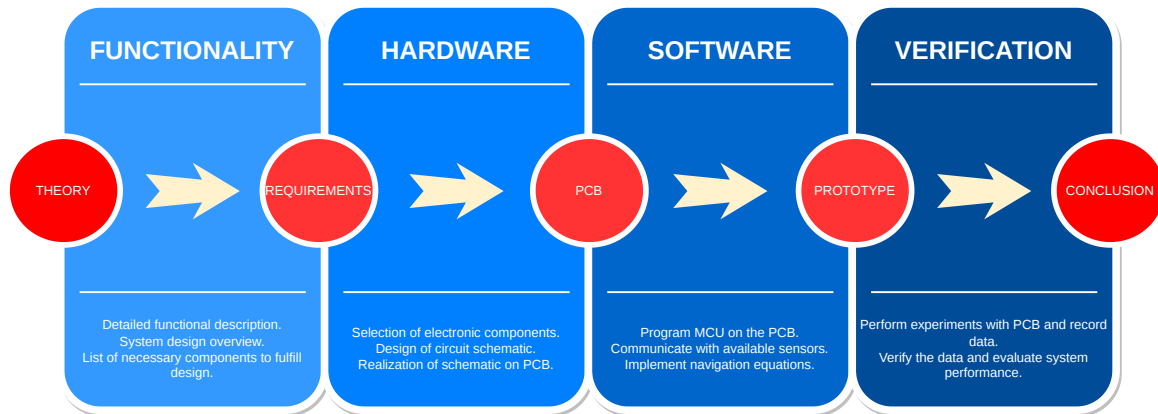 FUNCTIONALITY
HARDWARE
SOFTWARE
VERIFICATION
THEORY
REQUIREMENTS
PCB
PROTOTYPE
CONCLUSION
Detailed functional description.
System design overview.
List of necessary components to fulfill
design.
Selection of electronic components.
Design of circuit schematic.
Realization of schematic on PCB.
Program MCU on the PCB.
Communicate with available sensors.
Implement navigation equations.
Perform experiments with PCB and record
data.
Verify the data and evaluate system
performance.